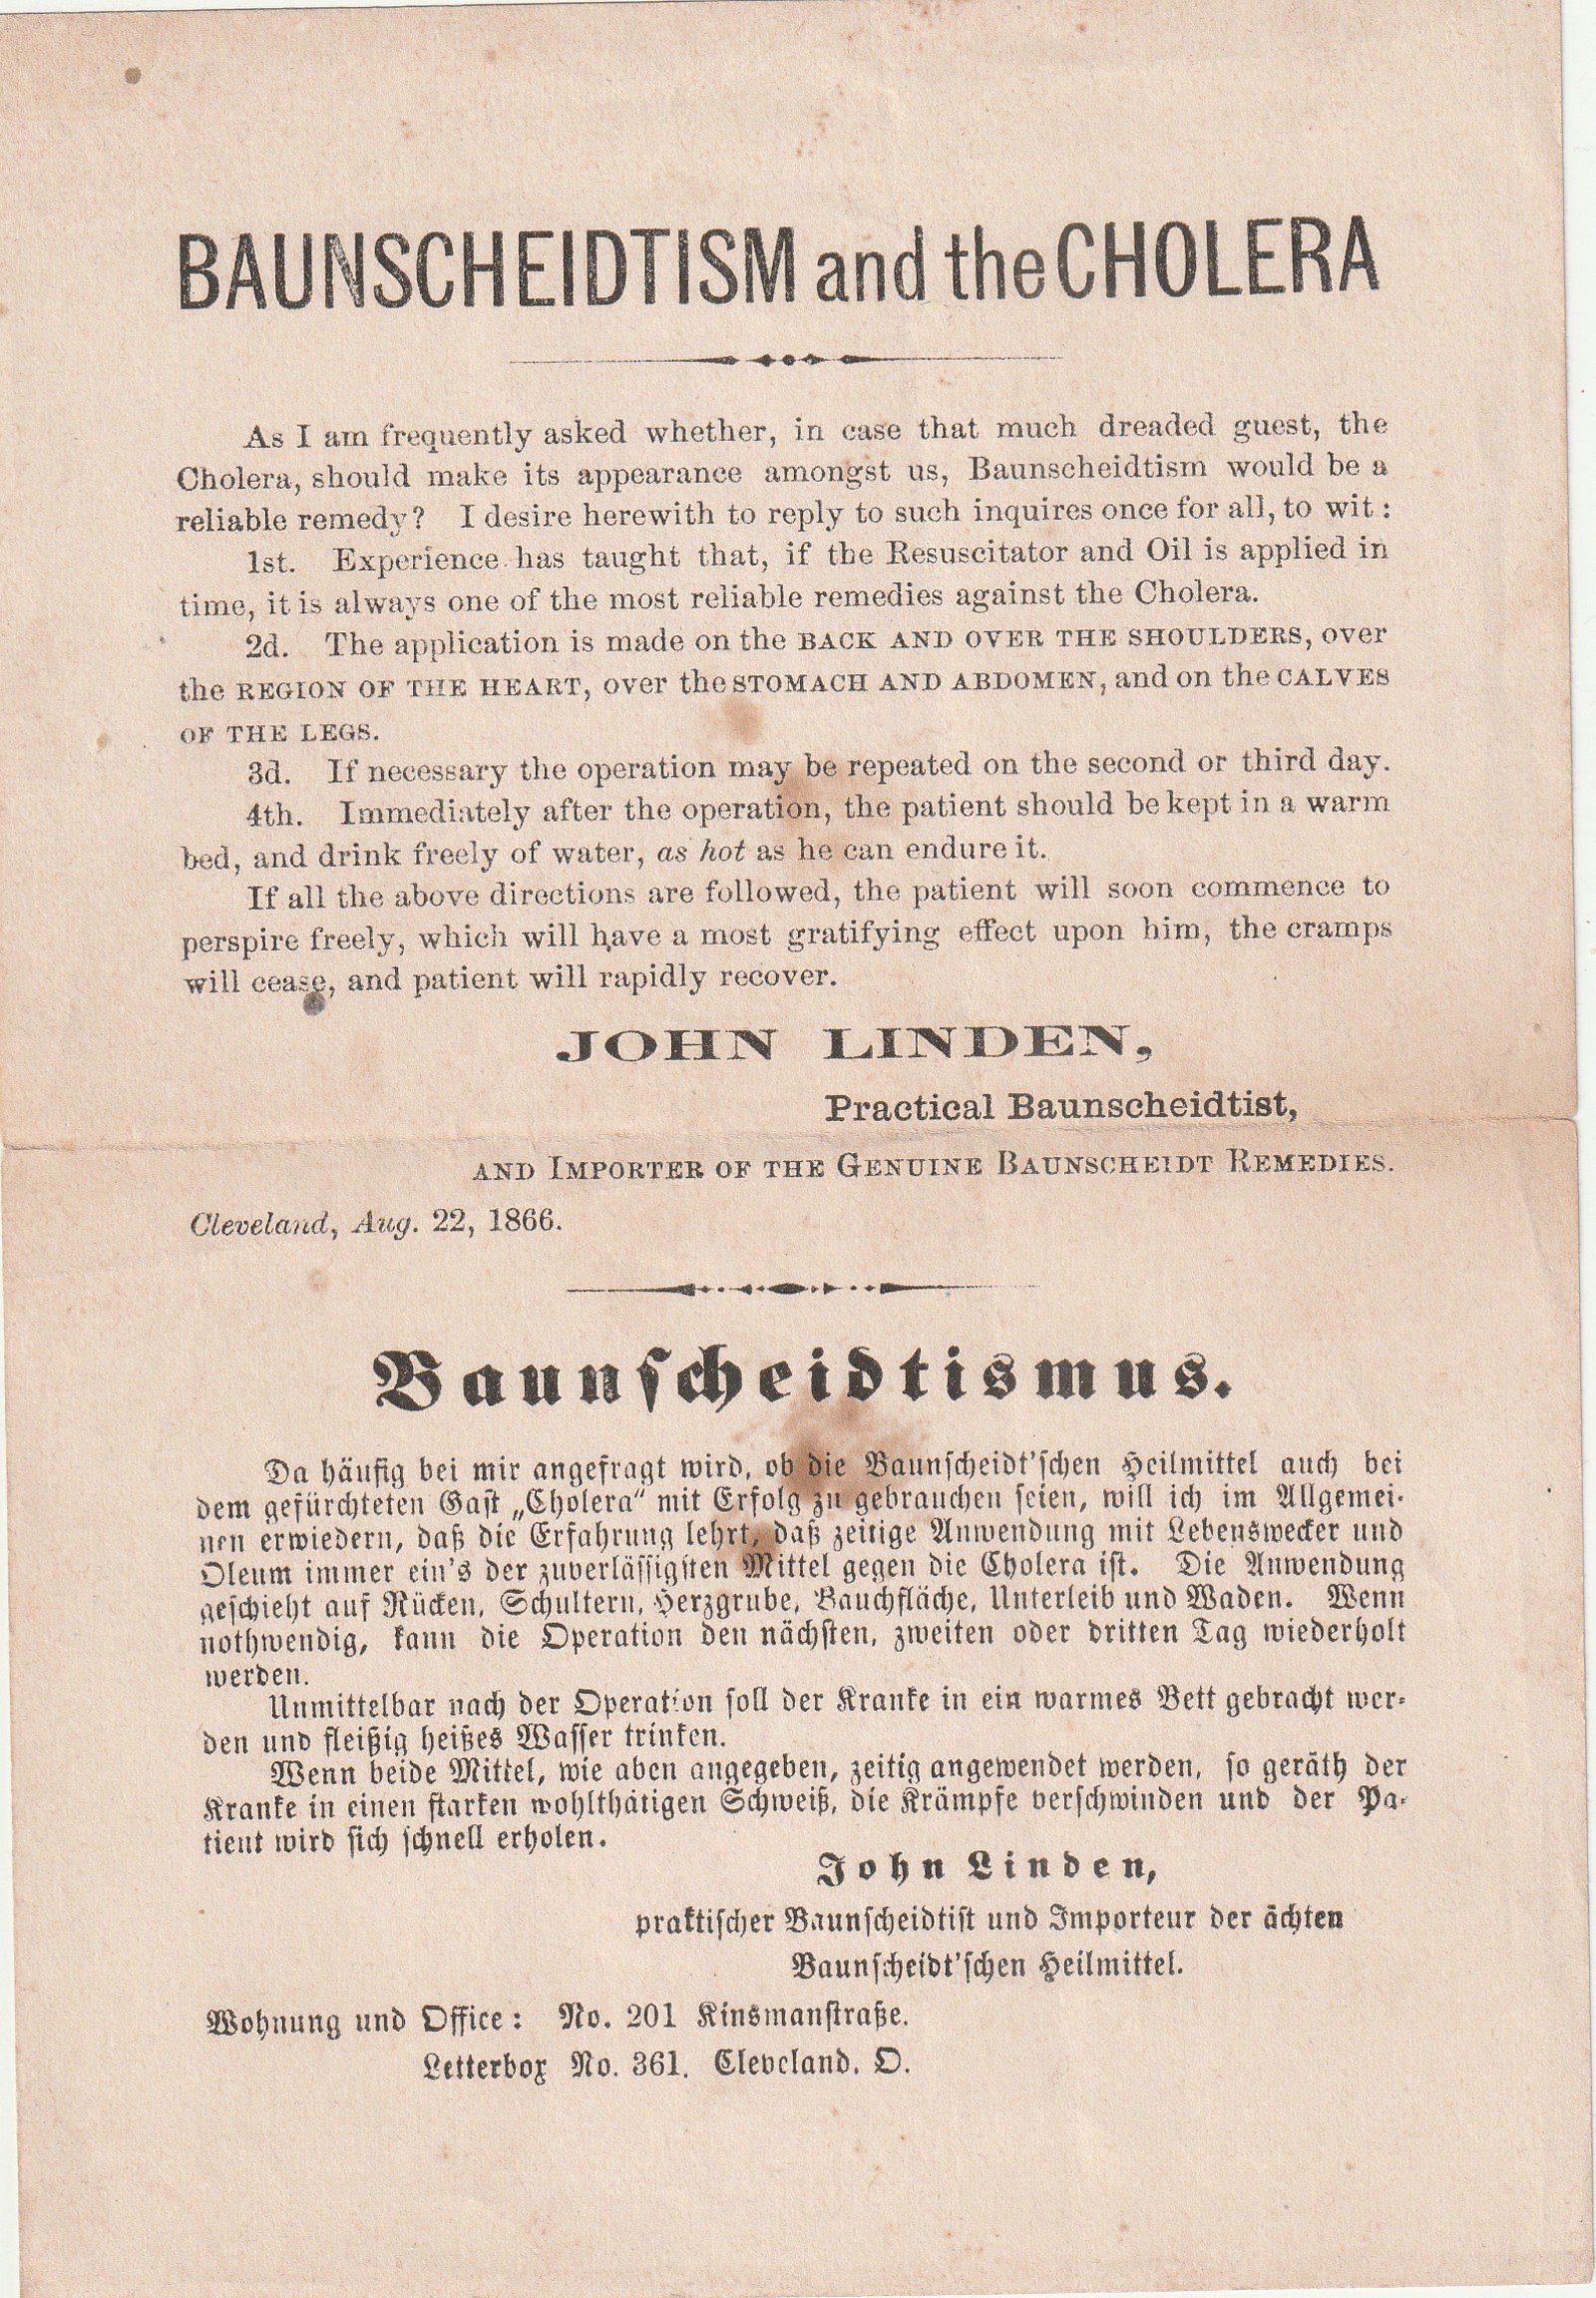 BAUNSCHEIDTISM and the CHOLERA
As I am frequently asked whether, in case that much dreaded guest, the
Cholera, should make its appearance amongst us, Baunscheidtism would be a
reliable remedy? I desire herewith to reply to such inquires once for all, to wit:
1st. Experience has taught that, if the Resuscitator and Oil is applied in
time, it is always one of the most reliable remedies against the Cholera.
2d. The application is made on the BACK AND OVER THE SHOULDERS, over
the REGION OF THE HEART, over the STOMACH AND ABDOMEN, and on the CALVES
OF THE LEGS.
3d. If necessary the operation may be repeated on the second or third day.
4th. Immediately after the operation, the patient should be kept in a warm
bed, and drink freely of water, as hot as he can endure it.
If all the above directions are followed, the patient will soon commence to
perspire freely, which will have a most gratifying effect upon him, the cramps
will cease, and patient will rapidly recover.
JOHN LINDEN,
Practical Baunscheidtist,
AND IMPORTER OF THE GENUINE BAUNSCHEIDT REMEDIES.
Cleveland, Aug. 22, 1866.
Baunscheidtismus.
Da häufig bei mir angefragt wird, ob die Baunscheidt'schen Heilmittel auch bei
dem gefürchteten Gast „Cholera“ mit Erfolg zu gebrauchen seien, will ich im Allgemei-
nen erwiedern, daß die Erfahrung lehrt, daß zeitige Anwendung mit Lebenswecker und
Oleum immer ein's der zuverlässigsten Mittel gegen die Cholera ist. Die Anwendung
geschieht auf Rücken, Schultern, Herzgrube, Bauchfläche, Unterleib und Waden. Wenn
nothwendig, kann die Operation den nächsten, zweiten oder dritten Tag wiederholt
werden.
Unmittelbar nach der Operation soll der Kranke in ein warmes Bett gebracht wer-
den und fleißig heißes Wasser trinken.
Wenn beide Mittel, wie aben angegeben, zeitig angewendet werden, so geräth der
Kranke in einen starken wohlthätigen Schweiß, die Krämpfe verschwinden und der Pa-
tient wird sich schnell erholen.
John Linden,
praktischer Baunscheidtist und Importeur der ächten
Baunscheidt'schen Heilmittel.
Wohnung und Office: No. 201 Kinsmanstraße.
Letterbox No. 361. Cleveland. O.